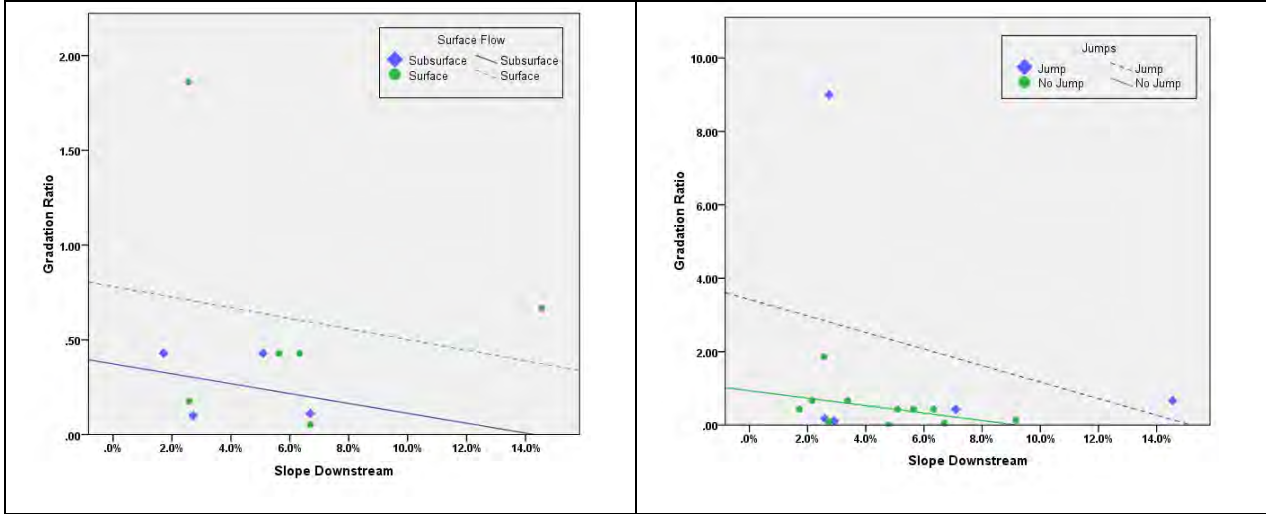 Surface Flow
Subsurface Subsurface
Surface Surface
2.00
1.50
1.00
.50
.00
Gradation Ratio
.0% 2.0% 4.0% 6.0% 8.0% 10.0% 12.0% 14.0%
Slope Downstream
Jumps
Jump Jump
No Jump No Jump
10.00
8.00
6.00
4.00
2.00
.00
Gradation Ratio
.0% 2.0% 4.0% 6.0% 8.0% 10.0% 12.0% 14.0%
Slope Downstream